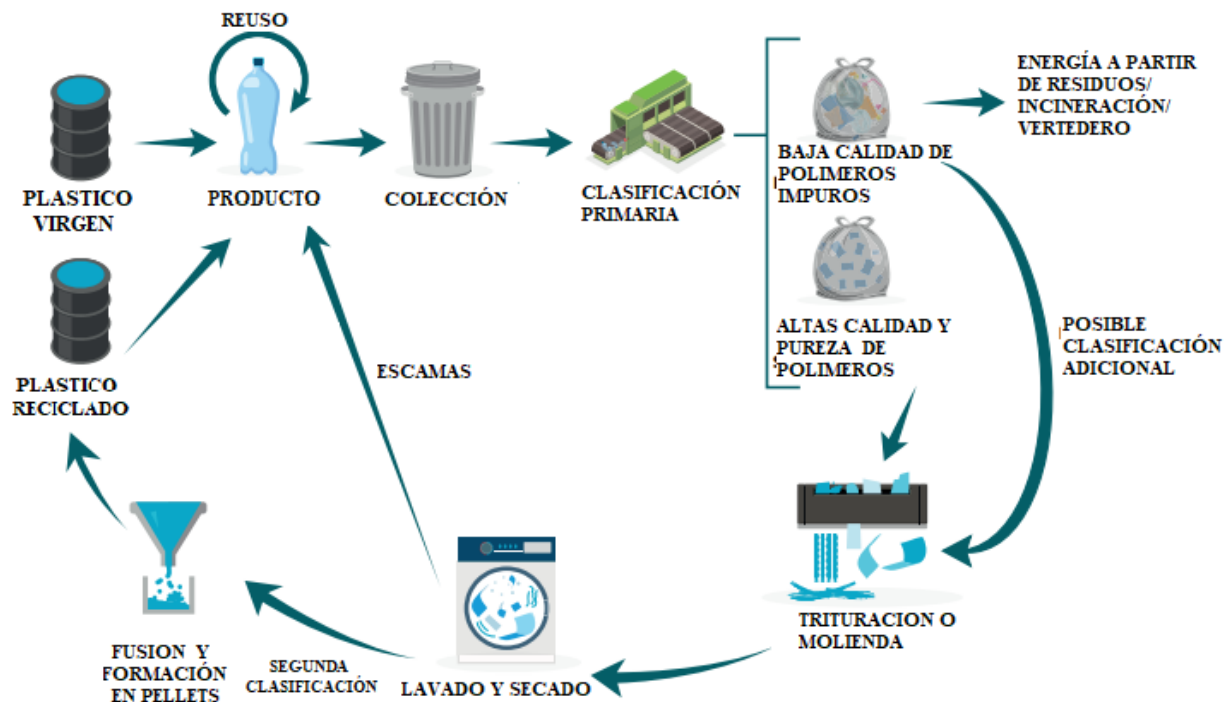 REUSO
PLASTICO
VIRGEN
PRODUCTO
COLECCIÓN
CLASIFICACIÓN
PRIMARIA
BAJA CALIDAD DE
POLIMEROS
IMPUROS
ENERGÍA A PARTIR
DE RESIDUOS/
INCINERACIÓN/
VERTEDERO
ALTAS CALIDAD Y
PUREZA DE
POLIMEROS
POSIBLE
CLASIFICACIÓN
ADICIONAL
PLASTICO
RECICLADO
ESCAMAS
TRITURACION O
MOLIENDA
LAVADO Y SECADO
SEGUNDA
CLASIFICACIÓN
FUSION Y
FORMACIÓN
EN PELLETS